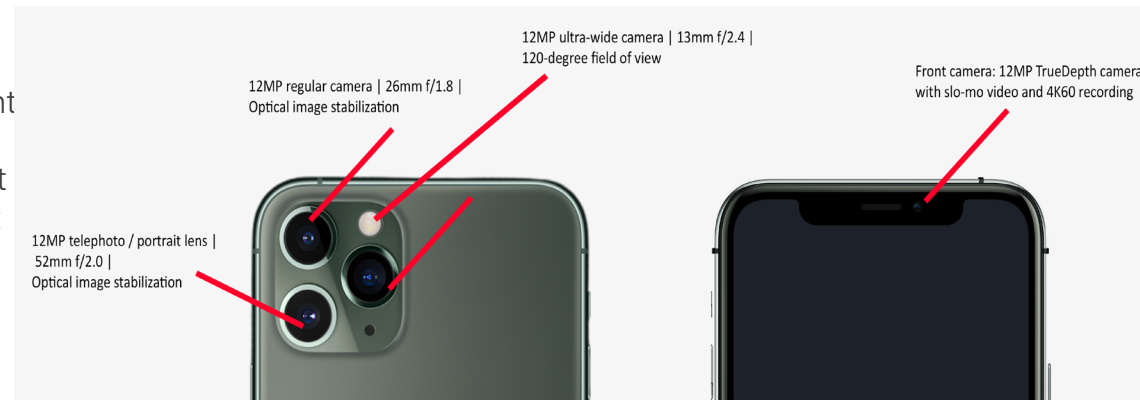 12MP ultra-wide camera | 13mm f/2.4 |
120-degree field of view
Front camera: 12MP TrueDepth camera
with slo-mo video and 4K60 recording
12MP regular camera | 26mm f/1.8 |
Optical image stabilization
12MP telephoto / portrait lens |
52mm f/2.0 |
Optical image stabilization